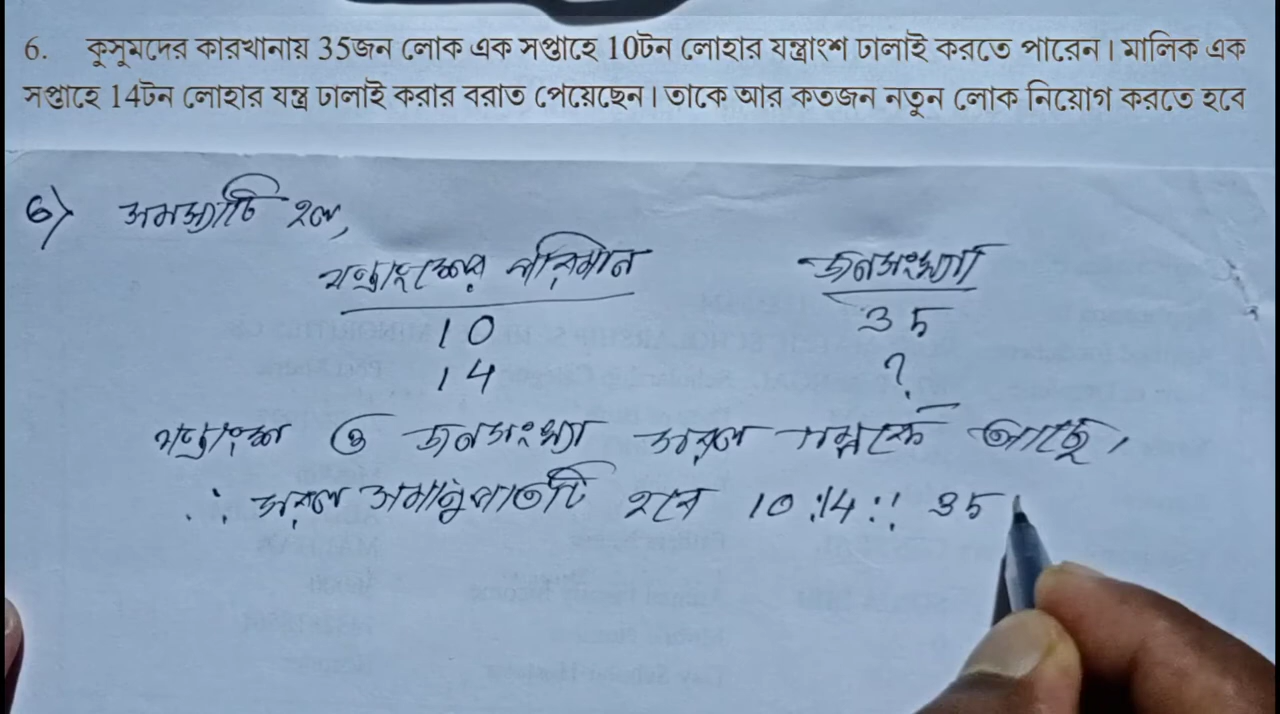 6. কুসুমদের কারখানায় 35জন লোক এক সপ্তাহে 10টন লোহার যন্ত্রাংশ ঢালাই করতে পারেন। মালিক এক
সপ্তাহে 14টন লোহার যন্ত্র ঢালাই করার বরাত পেয়েছেন। তাকে আর কতজন নতুন লোক নিয়োগ করতে হবে
6) সমস্যাটি হল,
যন্ত্রাংশের পরিমান জনসংখ্যা
10 35
14 ?
যন্ত্রাংশ ও জনসংখ্যা সরল সম্পর্কে আছে,
∴ সরল সমানুপাতটি হবে 10:14:: 35